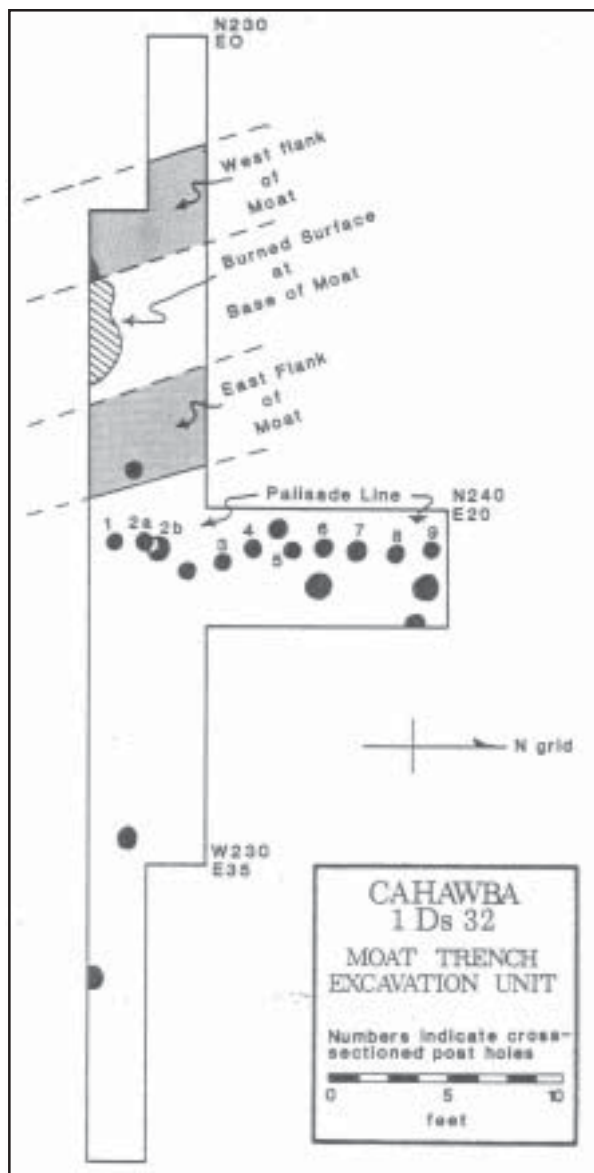 N230
E0
West flank
of
Moat
Burned Surface
at
Base of Moat
East Flank
of
Moat
Palisade Line
N240
E20
1 2a 2b 3 4 5 6 7 8 9
N grid
W230
E35
CAHAWBA
1 Ds 32
MOAT TRENCH
EXCAVATION UNIT
Numbers indicate cross-
sectioned post holes
0 5 10
feet